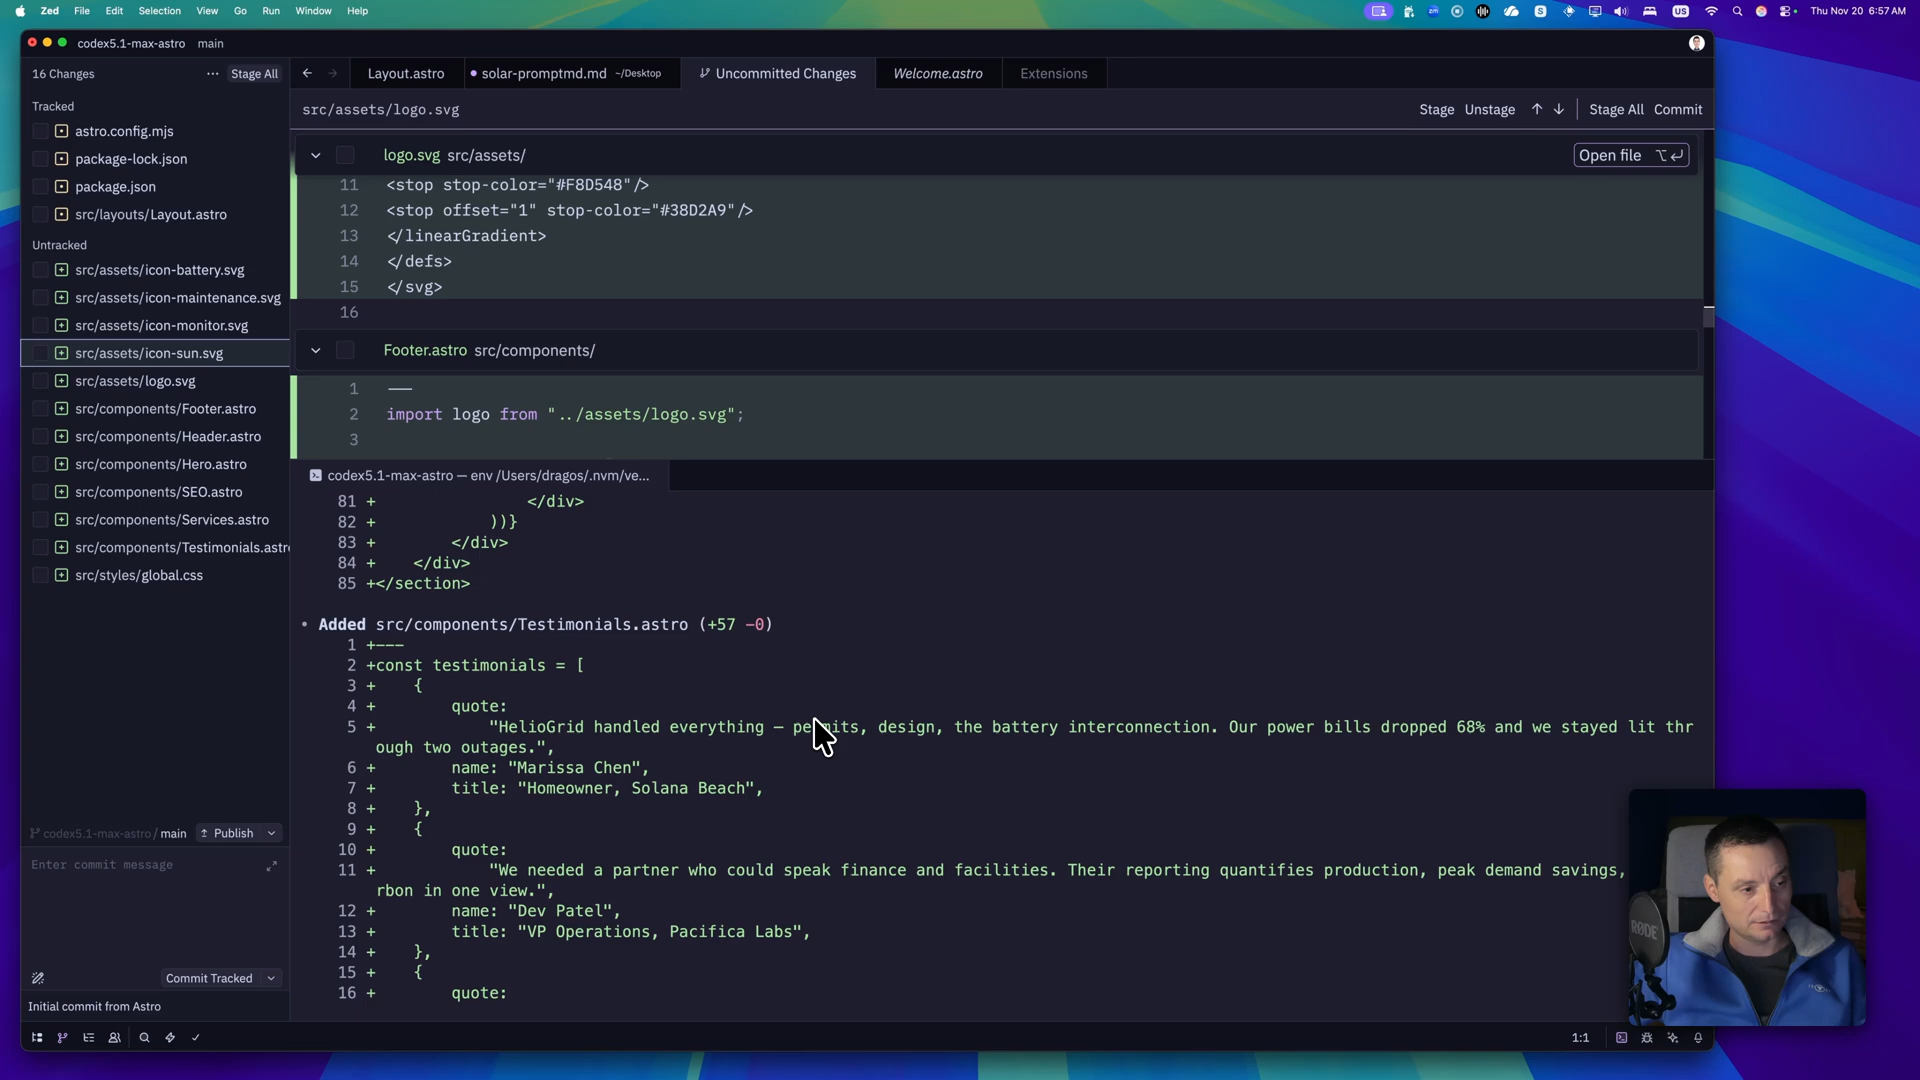 Zed File Edit Selection View Go Run Window Help
US Thu Nov 20 6:57 AM
codex5.1-max-astro main
16 Changes ... Stage All
Layout.astro
solar-promptmd.md ~/Desktop
Uncommitted Changes
Welcome.astro
Extensions
Tracked
astro.config.mjs
package-lock.json
package.json
src/layouts/Layout.astro
Untracked
src/assets/icon-battery.svg
src/assets/icon-maintenance.svg
src/assets/icon-monitor.svg
src/assets/icon-sun.svg
src/assets/logo.svg
src/components/Footer.astro
src/components/Header.astro
src/components/Hero.astro
src/components/SEO.astro
src/components/Services.astro
src/components/Testimonials.astr
src/styles/global.css
codex5.1-max-astro / main Publish
Enter commit message
Commit Tracked
Initial commit from Astro
src/assets/logo.svg
Stage Unstage ↑ ↓ Stage All Commit
logo.svg src/assets/
Open file
11 <stop stop-color="#F8D548"/>
12 <stop offset="1" stop-color="#38D2A9"/>
13 </linearGradient>
14 </defs>
15 </svg>
16
Footer.astro src/components/
1 ---
2 import logo from "../assets/logo.svg";
3
codex5.1-max-astro — env /Users/dragos/.nvm/ve...
81 + </div>
82 + ))}
83 + </div>
84 + </div>
85 +</section>
• Added src/components/Testimonials.astro (+57 -0)
1 +---
2 +const testimonials = [
3 + {
4 + quote:
5 + "HelioGrid handled everything — permits, design, the battery interconnection. Our power bills dropped 68% and we stayed lit thr
ough two outages.",
6 + name: "Marissa Chen",
7 + title: "Homeowner, Solana Beach",
8 + },
9 + {
10 + quote:
11 + "We needed a partner who could speak finance and facilities. Their reporting quantifies production, peak demand savings,
rbon in one view.",
12 + name: "Dev Patel",
13 + title: "VP Operations, Pacifica Labs",
14 + },
15 + {
16 + quote:
RØDE
1:1